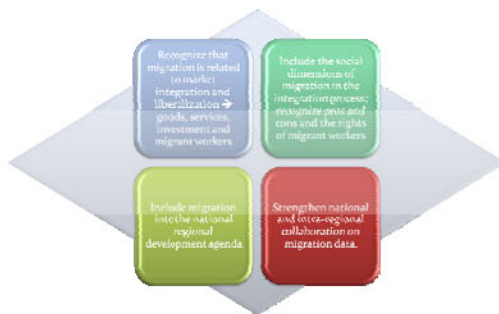 Recognize that
migration is related
to market
integration and
liberalization →
goods, services,
investment and
migrant workers
Include the social
dimensions of
migration in the
integration process;
recognize pros and
cons and the rights
of migrant workers
Include migration
into the national
regional
development agenda
Strengthen national
and intra-regional
collaboration on
migration data.